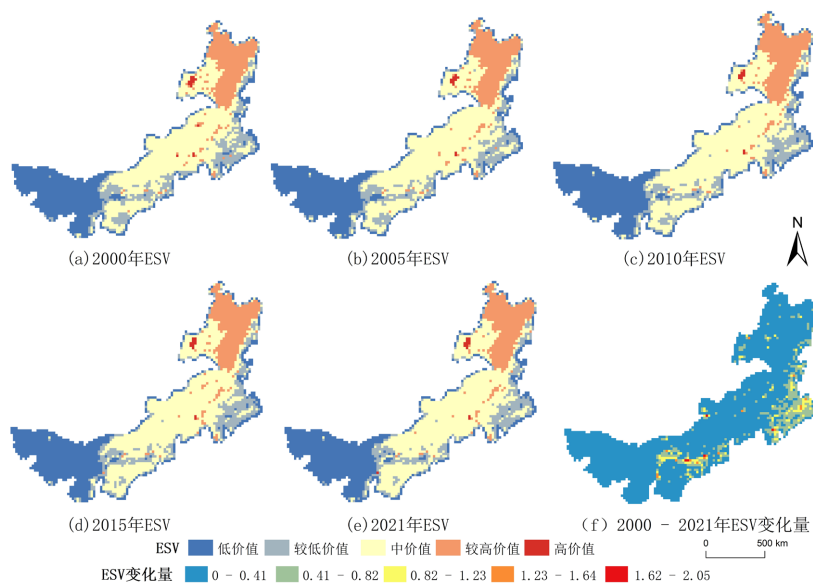 (a)2000年ESV
(b)2005年ESV
(c)2010年ESV
N
(d)2015年ESV
(e)2021年ESV
(f) 2000 - 2021年ESV变化量
ESV 低价值 较低价值 中价值 较高价值 高价值
0 500 km
ESV变化量 0 - 0.41 0.41 - 0.82 0.82 - 1.23 1.23 - 1.64 1.62 - 2.05